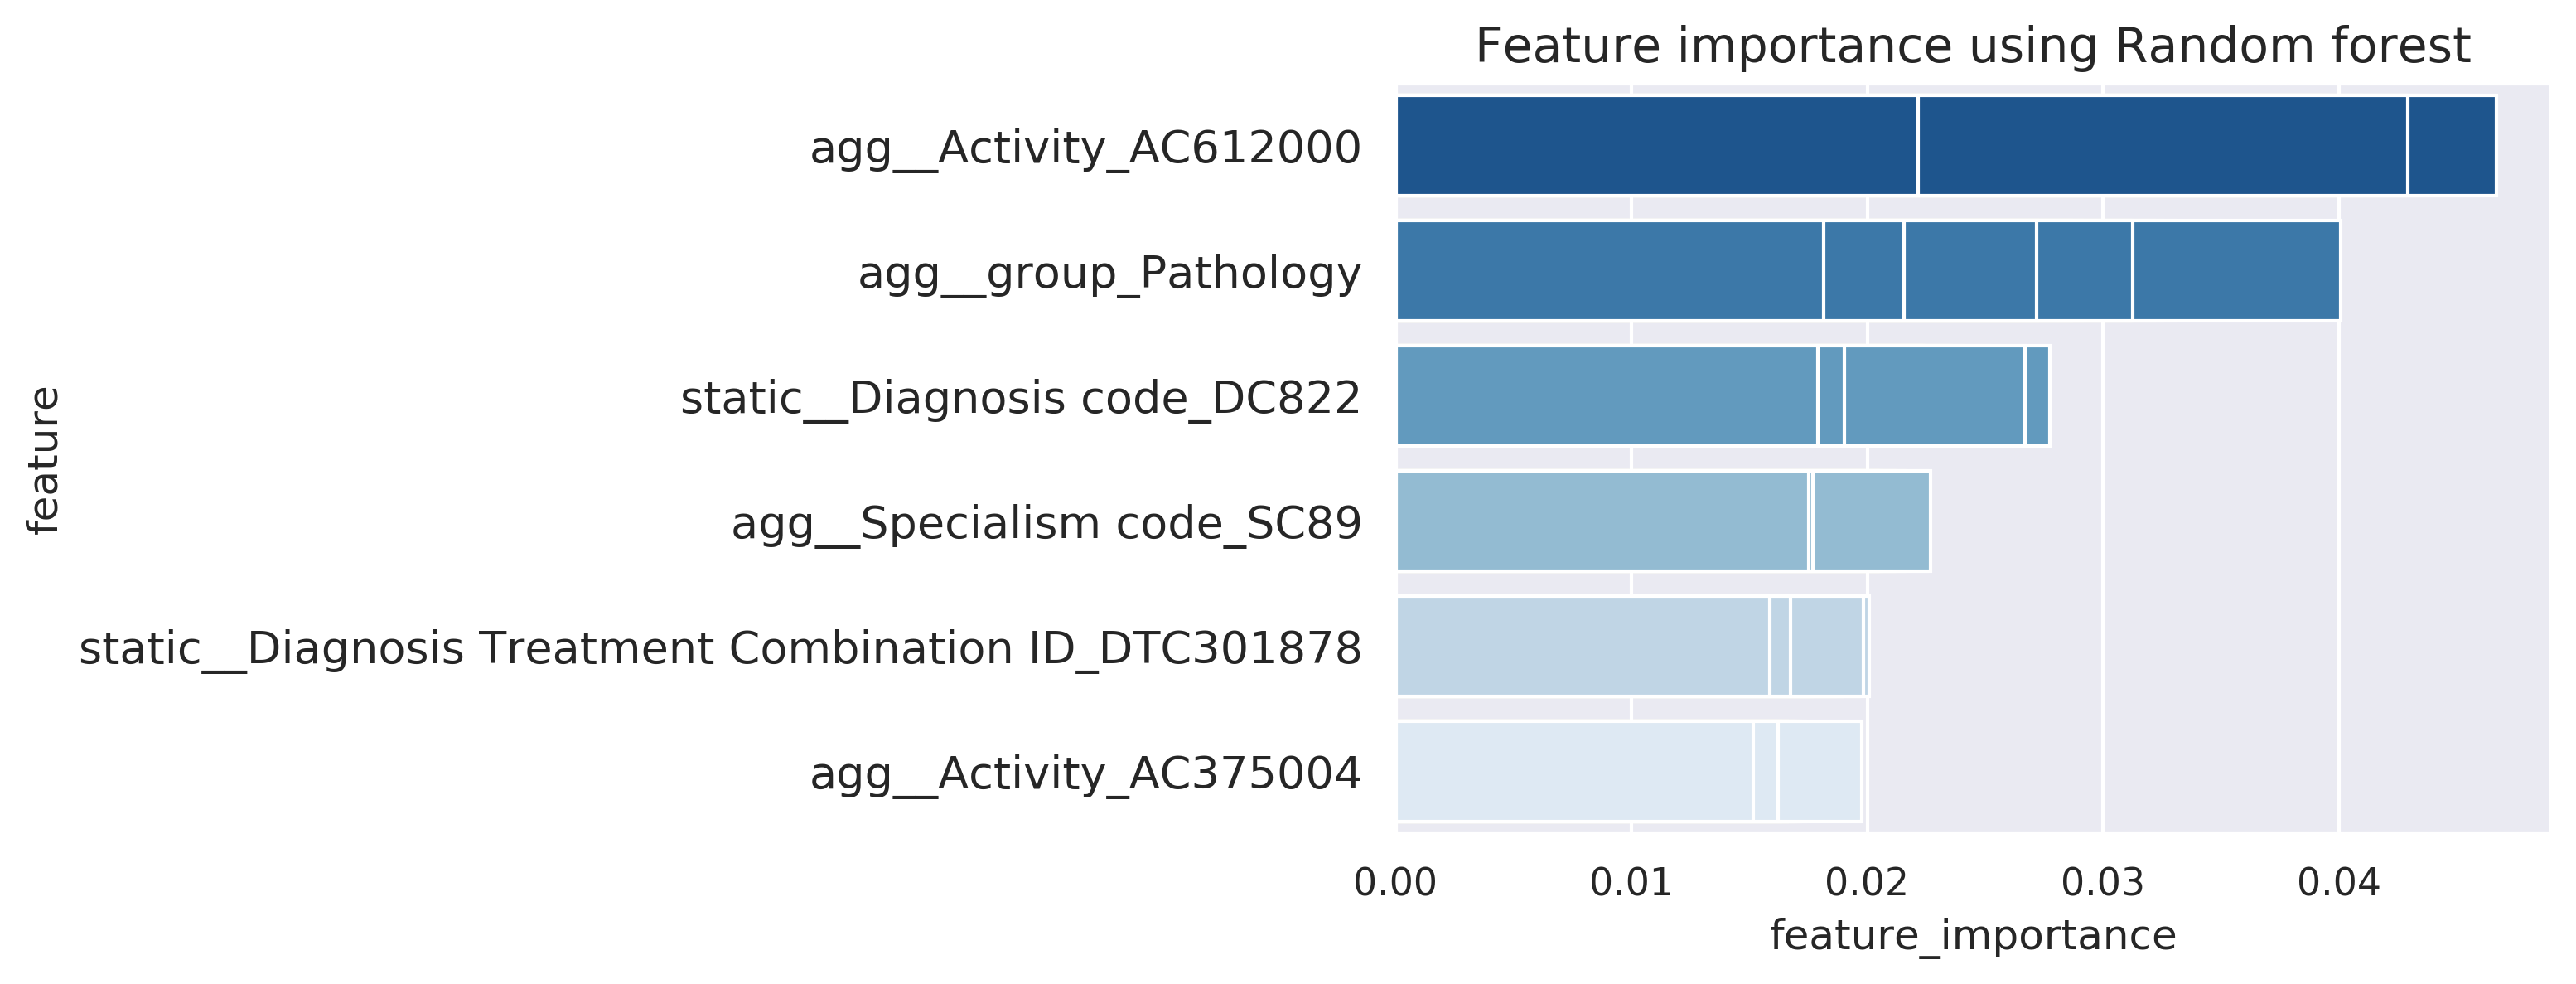 Feature importance using Random forest
feature
agg__Activity_AC612000
agg__group_Pathology
static__Diagnosis code_DC822
agg__Specialism code_SC89
static__Diagnosis Treatment Combination ID_DTC301878
agg__Activity_AC375004
0.00 0.01 0.02 0.03 0.04
feature_importance